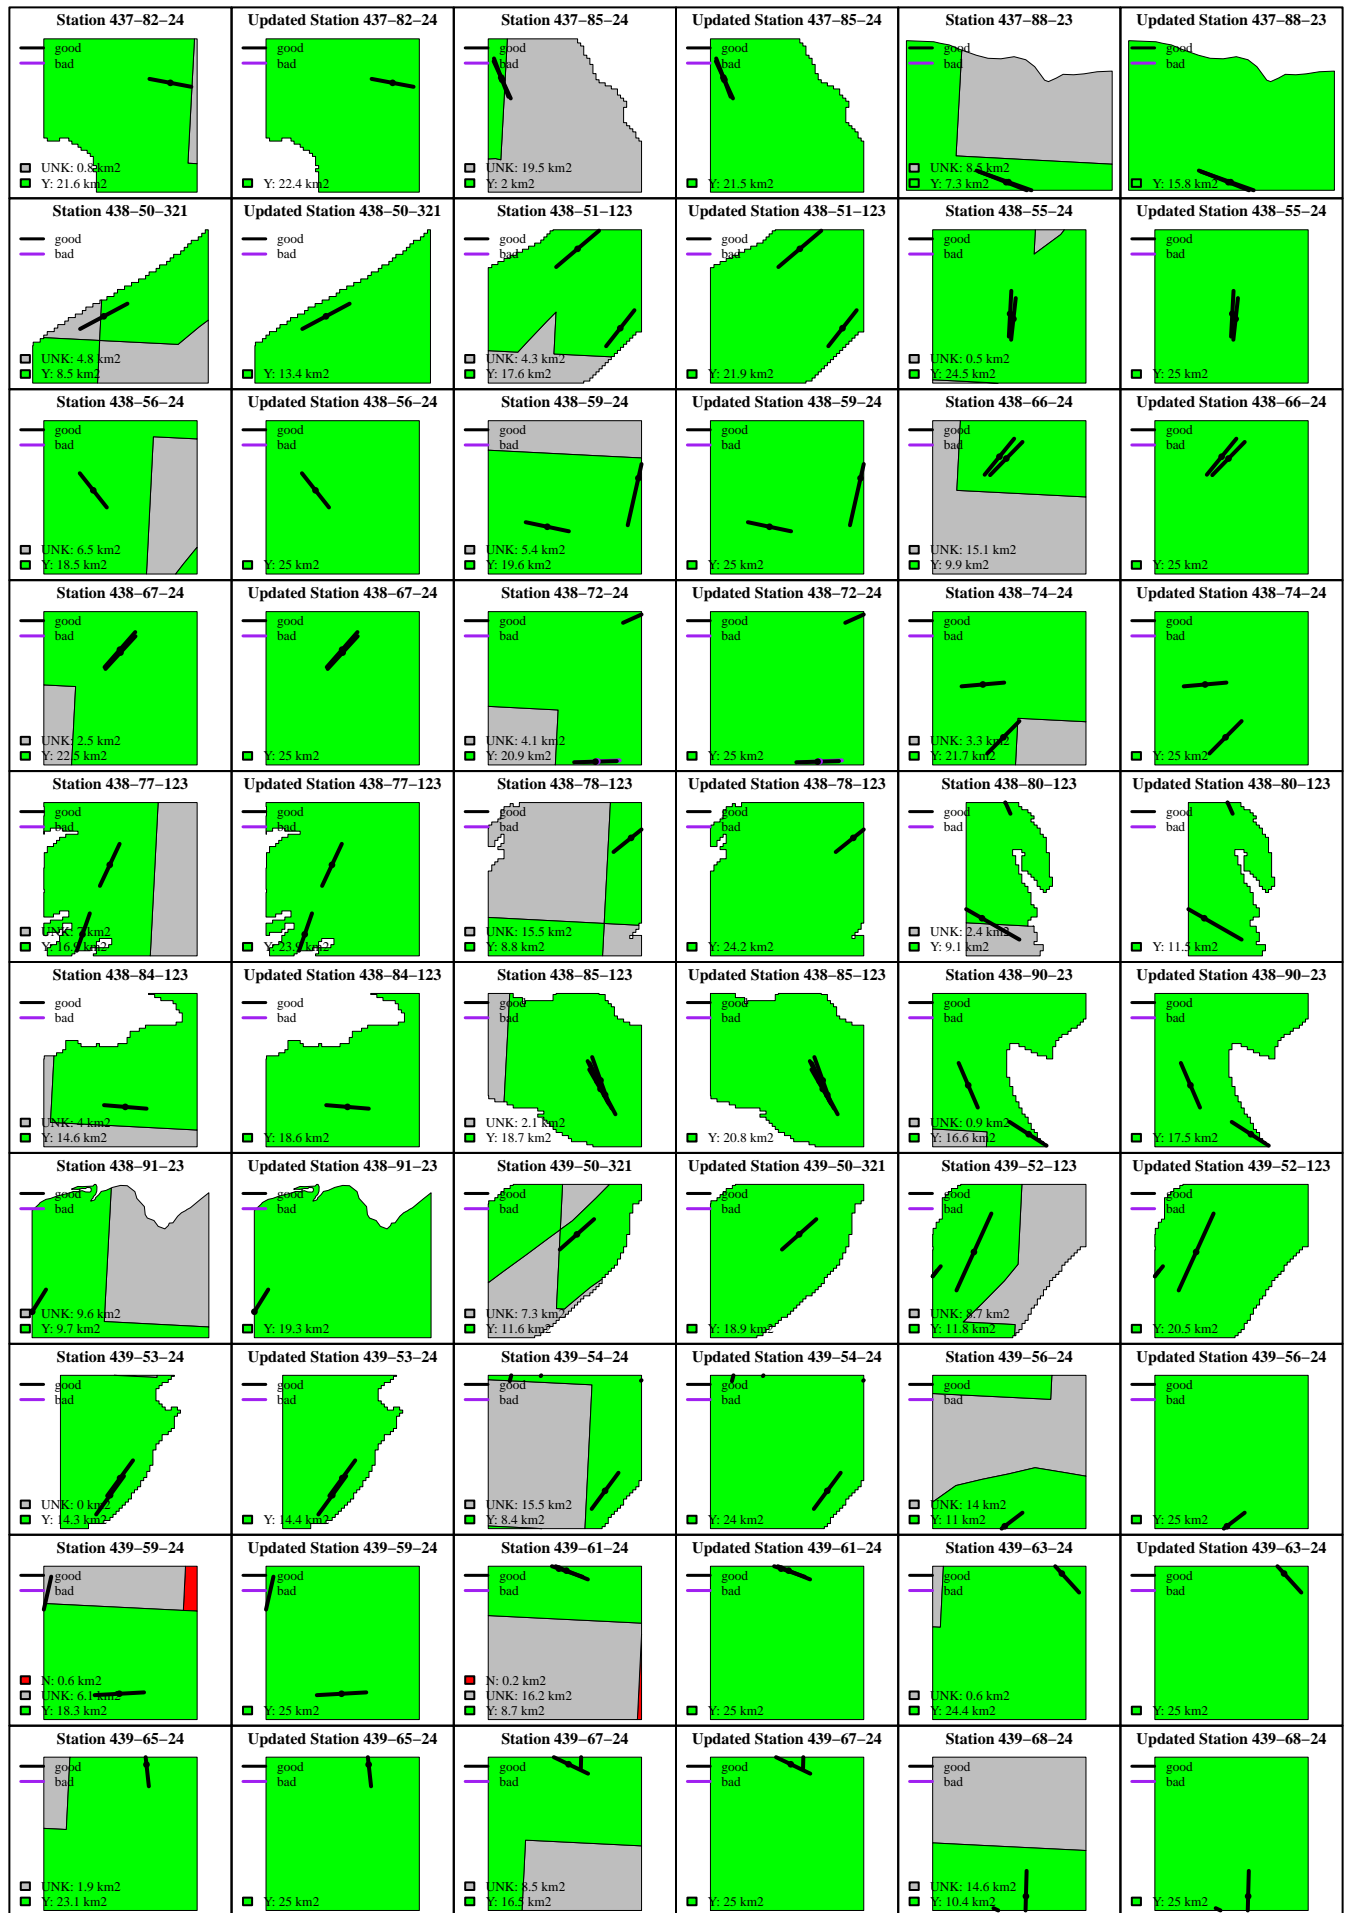 Station 437–82–24
good
bad
UNK: 0.8 km2
Y: 21.6 km2
Updated Station 437–82–24
good
bad
Y: 22.4 km2
Station 437–85–24
good
bad
UNK: 19.5 km2
Y: 2 km2
Updated Station 437–85–24
good
bad
Y: 21.5 km2
Station 437–88–23
good
bad
UNK: 8.5 km2
Y: 7.3 km2
Updated Station 437–88–23
good
bad
Y: 15.8 km2
Station 438–50–321
good
bad
UNK: 4.8 km2
Y: 8.5 km2
Updated Station 438–50–321
good
bad
Y: 13.4 km2
Station 438–51–123
good
bad
UNK: 4.3 km2
Y: 17.6 km2
Updated Station 438–51–123
good
bad
Y: 21.9 km2
Station 438–55–24
good
bad
UNK: 0.5 km2
Y: 24.5 km2
Updated Station 438–55–24
good
bad
Y: 25 km2
Station 438–56–24
good
bad
UNK: 6.5 km2
Y: 18.5 km2
Updated Station 438–56–24
good
bad
Y: 25 km2
Station 438–59–24
good
bad
UNK: 5.4 km2
Y: 19.6 km2
Updated Station 438–59–24
good
bad
Y: 25 km2
Station 438–66–24
good
bad
UNK: 15.1 km2
Y: 9.9 km2
Updated Station 438–66–24
good
bad
Y: 25 km2
Station 438–67–24
good
bad
UNK: 2.5 km2
Y: 22.5 km2
Updated Station 438–67–24
good
bad
Y: 25 km2
Station 438–72–24
good
bad
UNK: 4.1 km2
Y: 20.9 km2
Updated Station 438–72–24
good
bad
Y: 25 km2
Station 438–74–24
good
bad
UNK: 3.3 km2
Y: 21.7 km2
Updated Station 438–74–24
good
bad
Y: 25 km2
Station 438–77–123
good
bad
UNK: 7 km2
Y: 16.9 km2
Updated Station 438–77–123
good
bad
Y: 23.9 km2
Station 438–78–123
good
bad
UNK: 15.5 km2
Y: 8.8 km2
Updated Station 438–78–123
good
bad
Y: 24.2 km2
Station 438–80–123
good
bad
UNK: 2.4 km2
Y: 9.1 km2
Updated Station 438–80–123
good
bad
Y: 11.5 km2
Station 438–84–123
good
bad
UNK: 4 km2
Y: 14.6 km2
Updated Station 438–84–123
good
bad
Y: 18.6 km2
Station 438–85–123
good
bad
UNK: 2.1 km2
Y: 18.7 km2
Updated Station 438–85–123
good
bad
Y: 20.8 km2
Station 438–90–23
good
bad
UNK: 0.9 km2
Y: 16.6 km2
Updated Station 438–90–23
good
bad
Y: 17.5 km2
Station 438–91–23
good
bad
UNK: 9.6 km2
Y: 9.7 km2
Updated Station 438–91–23
good
bad
Y: 19.3 km2
Station 439–50–321
good
bad
UNK: 7.3 km2
Y: 11.6 km2
Updated Station 439–50–321
good
bad
Y: 18.9 km2
Station 439–52–123
good
bad
UNK: 8.7 km2
Y: 11.8 km2
Updated Station 439–52–123
good
bad
Y: 20.5 km2
Station 439–53–24
good
bad
UNK: 0 km2
Y: 14.3 km2
Updated Station 439–53–24
good
bad
Y: 14.4 km2
Station 439–54–24
good
bad
UNK: 15.5 km2
Y: 8.4 km2
Updated Station 439–54–24
good
bad
Y: 24 km2
Station 439–56–24
good
bad
UNK: 14 km2
Y: 11 km2
Updated Station 439–56–24
good
bad
Y: 25 km2
Station 439–59–24
good
bad
N: 0.6 km2
UNK: 6.1 km2
Y: 18.3 km2
Updated Station 439–59–24
good
bad
Y: 25 km2
Station 439–61–24
good
bad
N: 0.2 km2
UNK: 16.2 km2
Y: 8.7 km2
Updated Station 439–61–24
good
bad
Y: 25 km2
Station 439–63–24
good
bad
UNK: 0.6 km2
Y: 24.4 km2
Updated Station 439–63–24
good
bad
Y: 25 km2
Station 439–65–24
good
bad
UNK: 1.9 km2
Y: 23.1 km2
Updated Station 439–65–24
good
bad
Y: 25 km2
Station 439–67–24
good
bad
UNK: 8.5 km2
Y: 16.5 km2
Updated Station 439–67–24
good
bad
Y: 25 km2
Station 439–68–24
good
bad
UNK: 14.6 km2
Y: 10.4 km2
Updated Station 439–68–24
good
bad
Y: 25 km2